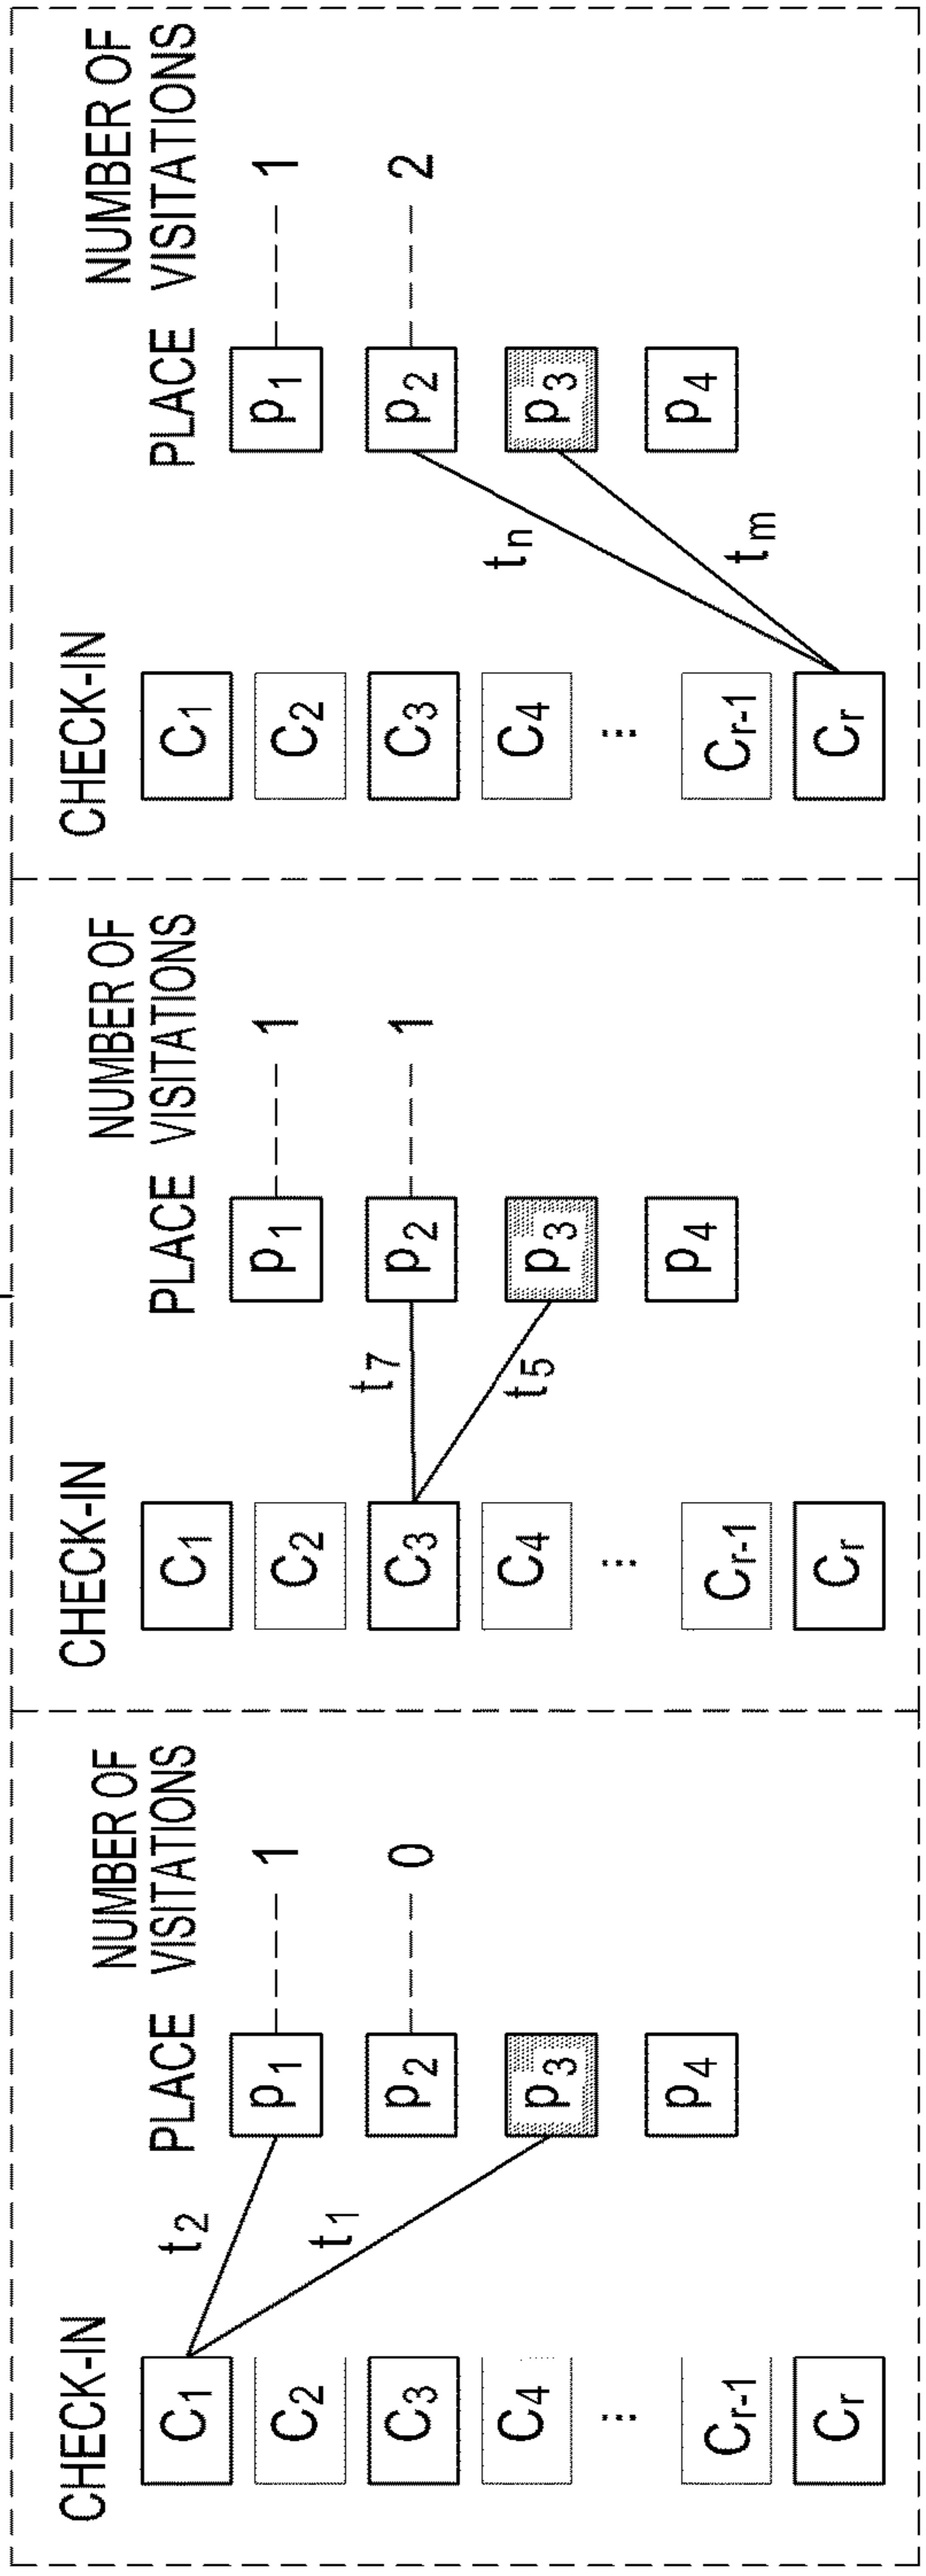 CHECK-IN
NUMBER OF
PLACE VISITATIONS
C1
C2
C3
C4
...
Cr-1
Cr
t2
t1
p1
p2
p3
p4
1
0
CHECK-IN
NUMBER OF
PLACE VISITATIONS
C1
C2
C3
C4
...
Cr-1
Cr
t7
t5
p1
p2
p3
p4
1
1
CHECK-IN
NUMBER OF
PLACE VISITATIONS
C1
C2
C3
C4
...
Cr-1
Cr
tn
tm
p1
p2
p3
p4
1
2